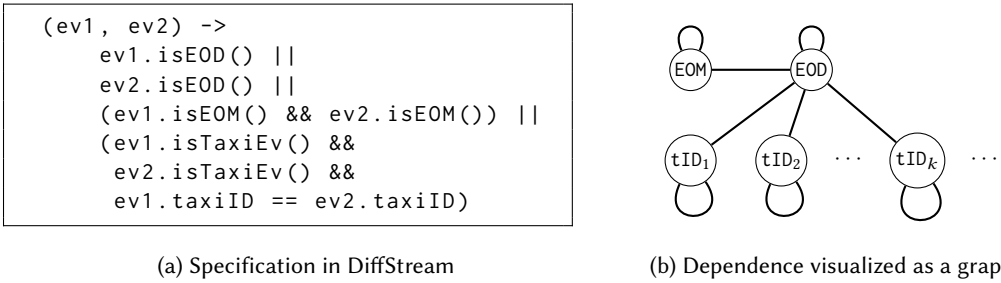 (ev1, ev2) ->
ev1.isEOD() ||
ev2.isEOD() ||
(ev1.isEOM() && ev2.isEOM()) ||
(ev1.isTaxiEv() &&
ev2.isTaxiEv() &&
ev1.taxiID == ev2.taxiID)
(a) Specification in DiffStream
EOM EOD
tID₁ tID₂ ··· tIDₖ ···
(b) Dependence visualized as a grap